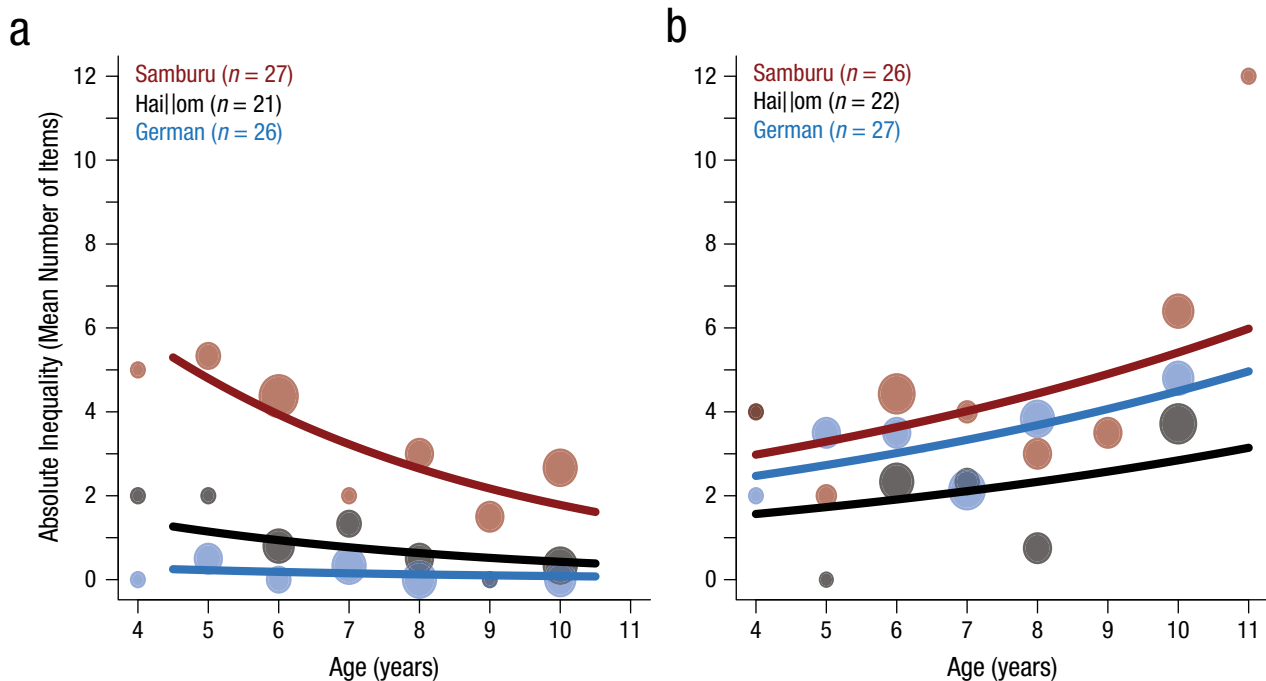 a
Samburu (n = 27)
Hai||om (n = 21)
German (n = 26)
Absolute Inequality (Mean Number of Items)
12
10
8
6
4
2
0
4 5 6 7 8 9 10 11
Age (years)
b
Samburu (n = 26)
Hai||om (n = 22)
German (n = 27)
12
10
8
6
4
2
0
4 5 6 7 8 9 10 11
Age (years)